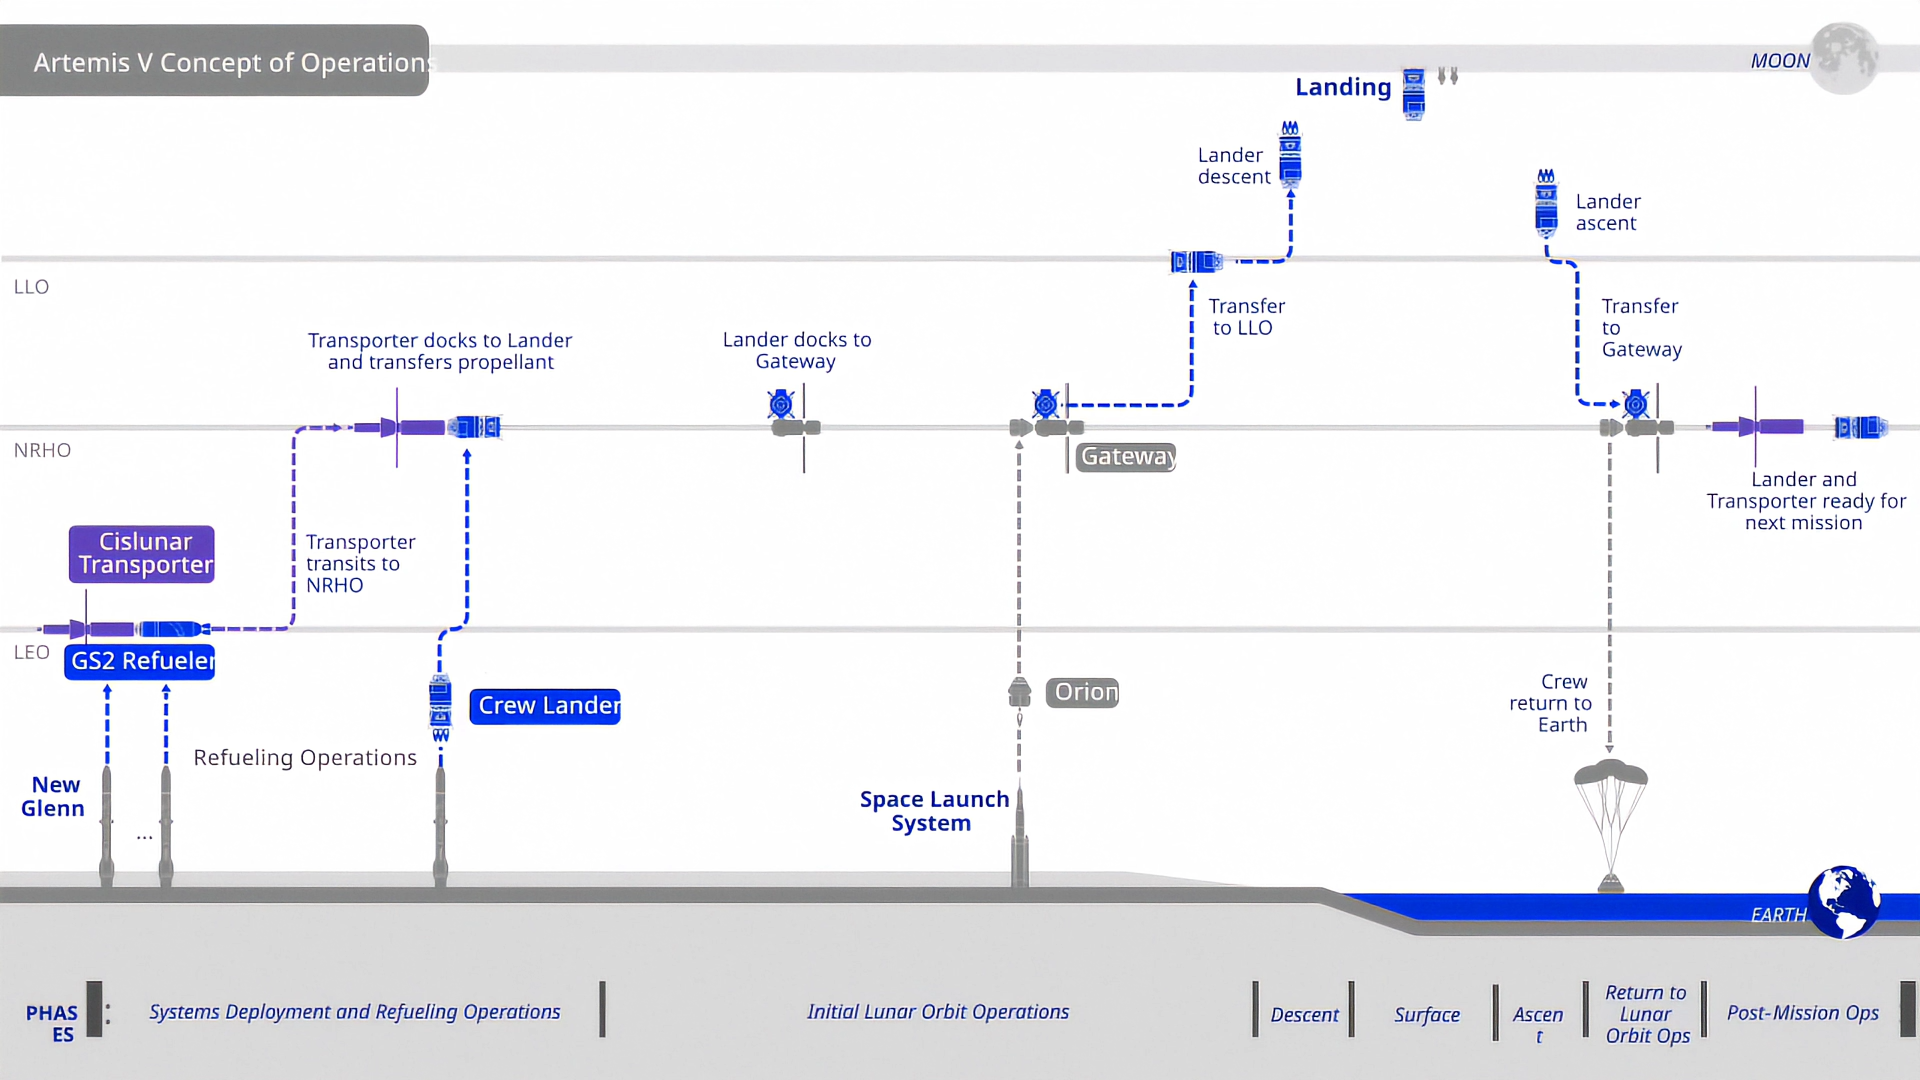 Artemis V Concept of Operations
MOON
Landing
Lander
descent
Lander
ascent
LLO
Transfer
to LLO
Transfer
to
Gateway
Transporter docks to Lander
and transfers propellant
Lander docks to
Gateway
NRHO
Gateway
Lander and
Transporter ready for
next mission
Cislunar
Transporter
Transporter
transits to
NRHO
LEO
GS2 Refueler
Crew Lander
Orion
Crew
return to
Earth
Refueling Operations
New
Glenn
...
Space Launch
System
EARTH
PHAS
ES
:
Systems Deployment and Refueling Operations
Initial Lunar Orbit Operations
Descent
Surface
Ascen
t
Return to
Lunar
Orbit Ops
Post-Mission Ops